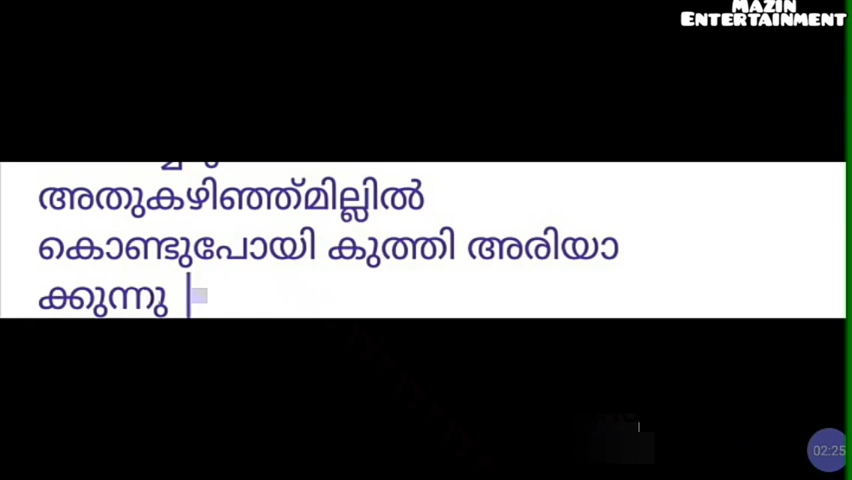 MAZIN
ENTERTAINMENT
അതുകഴിഞ്ഞ്മില്ലിൽ
കൊണ്ടുപോയി കുത്തി അരിയാ
ക്കുന്നു
02:25